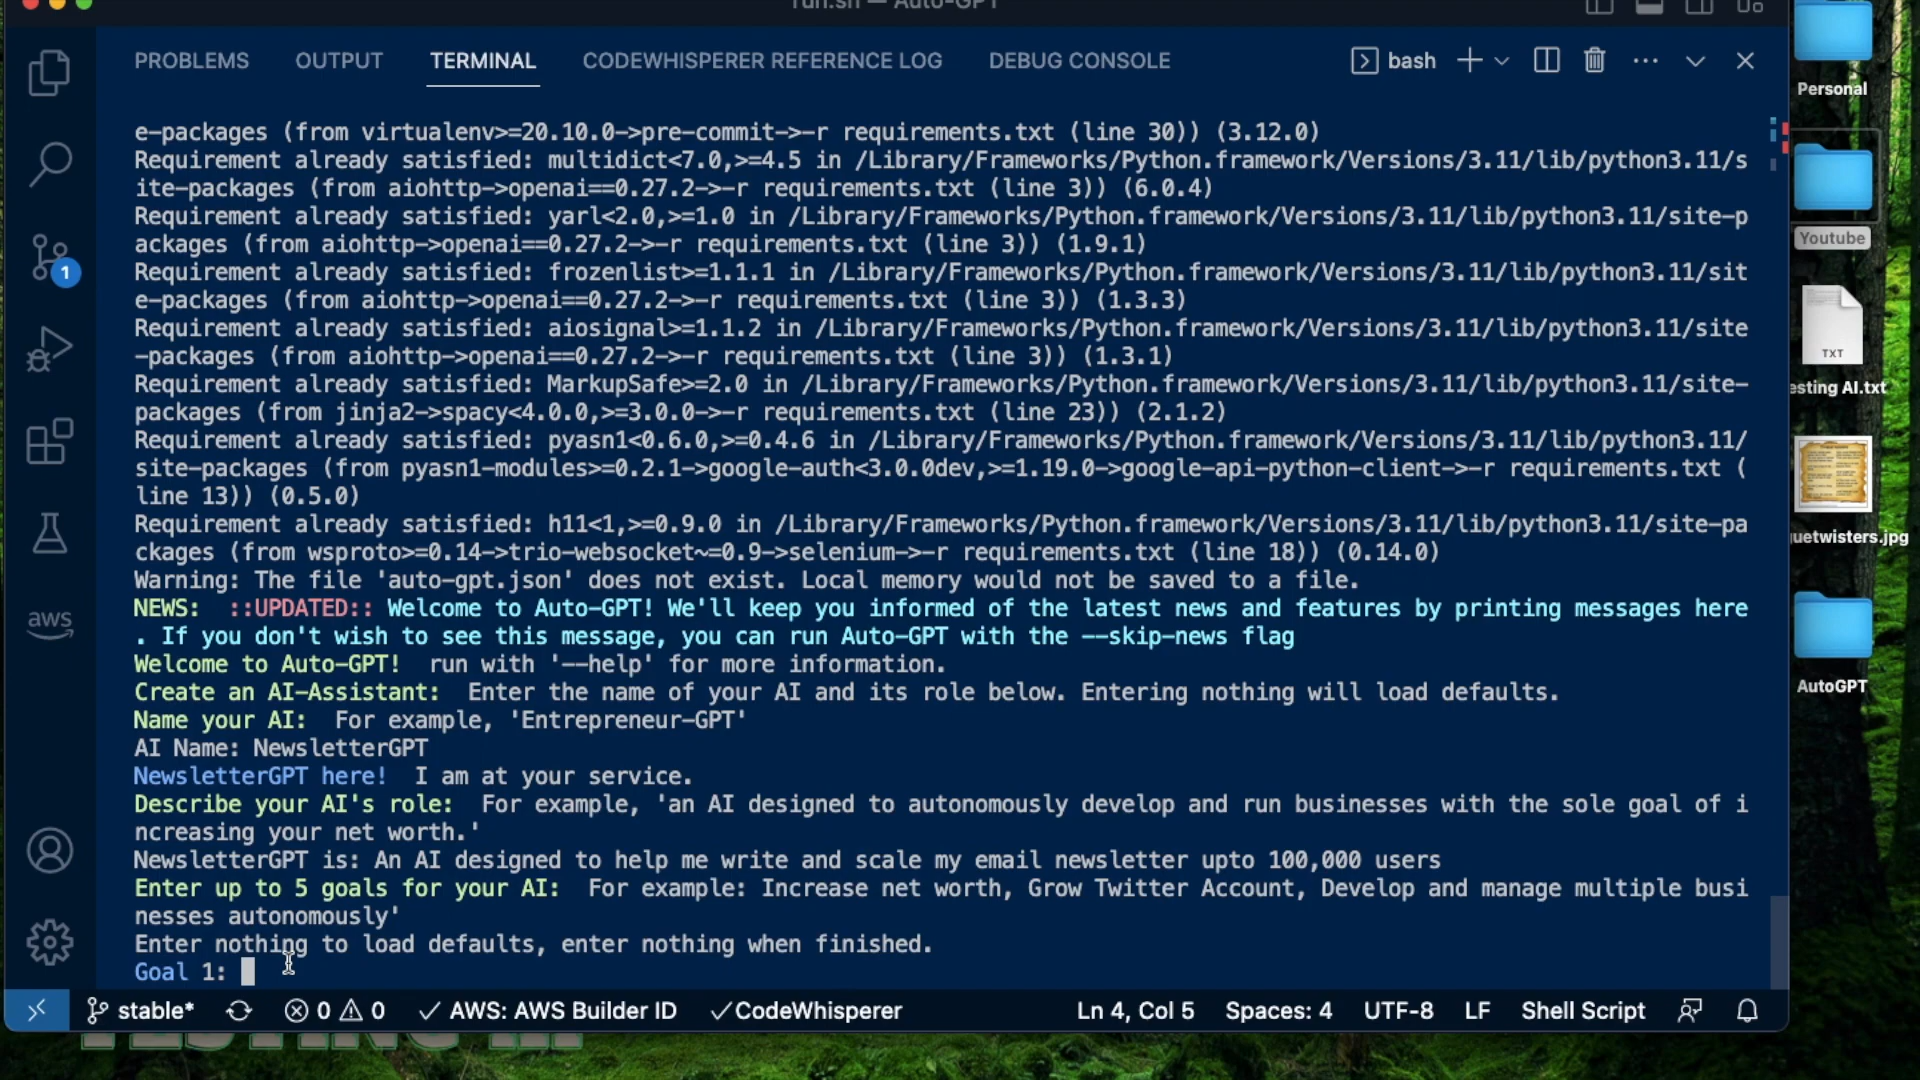 run.sh — Auto-GPT
PROBLEMS OUTPUT TERMINAL CODEWHISPERER REFERENCE LOG DEBUG CONSOLE bash
e-packages (from virtualenv>=20.10.0->pre-commit->-r requirements.txt (line 30)) (3.12.0)
Requirement already satisfied: multidict<7.0,>=4.5 in /Library/Frameworks/Python.framework/Versions/3.11/lib/python3.11/s
ite-packages (from aiohttp->openai==0.27.2->-r requirements.txt (line 3)) (6.0.4)
Requirement already satisfied: yarl<2.0,>=1.0 in /Library/Frameworks/Python.framework/Versions/3.11/lib/python3.11/site-p
ackages (from aiohttp->openai==0.27.2->-r requirements.txt (line 3)) (1.9.1)
Requirement already satisfied: frozenlist>=1.1.1 in /Library/Frameworks/Python.framework/Versions/3.11/lib/python3.11/sit
e-packages (from aiohttp->openai==0.27.2->-r requirements.txt (line 3)) (1.3.3)
Requirement already satisfied: aiosignal>=1.1.2 in /Library/Frameworks/Python.framework/Versions/3.11/lib/python3.11/site
-packages (from aiohttp->openai==0.27.2->-r requirements.txt (line 3)) (1.3.1)
Requirement already satisfied: MarkupSafe>=2.0 in /Library/Frameworks/Python.framework/Versions/3.11/lib/python3.11/site-
packages (from jinja2->spacy<4.0.0,>=3.0.0->-r requirements.txt (line 23)) (2.1.2)
Requirement already satisfied: pyasn1<0.6.0,>=0.4.6 in /Library/Frameworks/Python.framework/Versions/3.11/lib/python3.11/
site-packages (from pyasn1-modules>=0.2.1->google-auth<3.0.0dev,>=1.19.0->google-api-python-client->-r requirements.txt (
line 13)) (0.5.0)
Requirement already satisfied: h11<1,>=0.9.0 in /Library/Frameworks/Python.framework/Versions/3.11/lib/python3.11/site-pa
ckages (from wsproto>=0.14->trio-websocket~=0.9->selenium->-r requirements.txt (line 18)) (0.14.0)
Warning: The file 'auto-gpt.json' does not exist. Local memory would not be saved to a file.
NEWS: ::UPDATED:: Welcome to Auto-GPT! We'll keep you informed of the latest news and features by printing messages here
. If you don't wish to see this message, you can run Auto-GPT with the --skip-news flag
Welcome to Auto-GPT! run with '--help' for more information.
Create an AI-Assistant: Enter the name of your AI and its role below. Entering nothing will load defaults.
Name your AI: For example, 'Entrepreneur-GPT'
AI Name: NewsletterGPT
NewsletterGPT here! I am at your service.
Describe your AI's role: For example, 'an AI designed to autonomously develop and run businesses with the sole goal of i
ncreasing your net worth.'
NewsletterGPT is: An AI designed to help me write and scale my email newsletter upto 100,000 users
Enter up to 5 goals for your AI: For example: Increase net worth, Grow Twitter Account, Develop and manage multiple busi
nesses autonomously'
Enter nothing to load defaults, enter nothing when finished.
Goal 1:
stable* 0 0 AWS: AWS Builder ID CodeWhisperer Ln 4, Col 5 Spaces: 4 UTF-8 LF Shell Script
1
aws
Personal
Youtube
TXT
esting AI.txt
uetwisters.jpg
AutoGPT